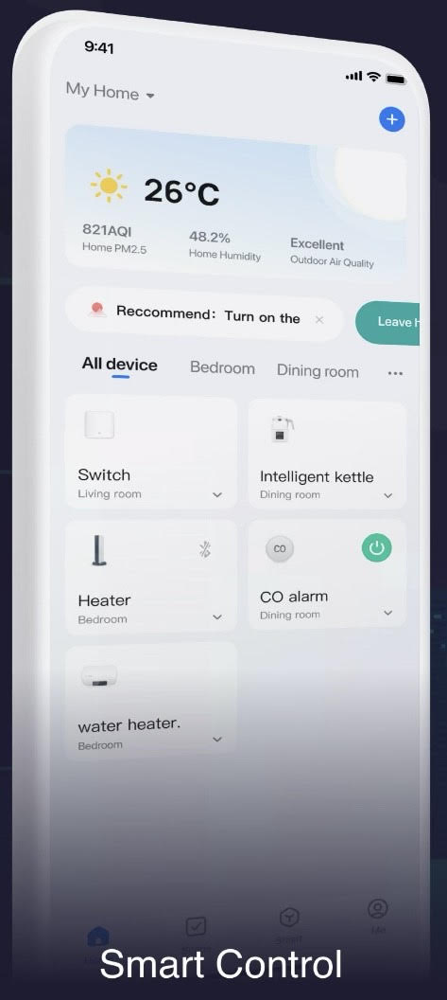 9:41
My Home
26°C
821AQI
Home PM2.5
48.2%
Home Humidity
Excellent
Outdoor Air Quality
Reccommend: Turn on the
Leave
All device
Bedroom
Dining room
Switch
Living room
Intelligent kettle
Dining room
Heater
Bedroom
CO
CO alarm
Dining room
water heater.
Bedroom
Smart
Me
Smart Control